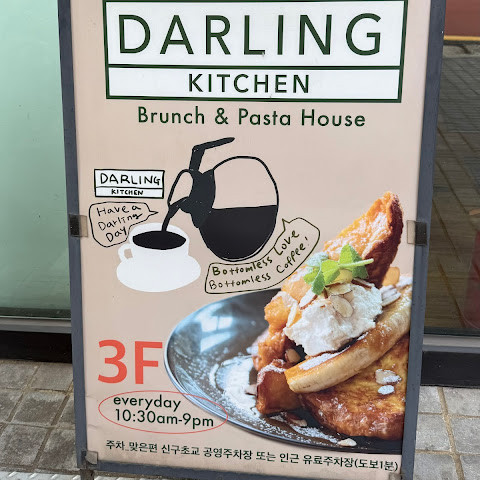 DARLING
KITCHEN
Brunch & Pasta House
DARLING
KITCHEN
Have a
Darling
Day
Bottomless Love
Bottomless Coffee!
3F
everyday
10:30am-9pm
주차 맞은편 신구초교 공영주차장 또는 인근 유료주차장(도보1분)